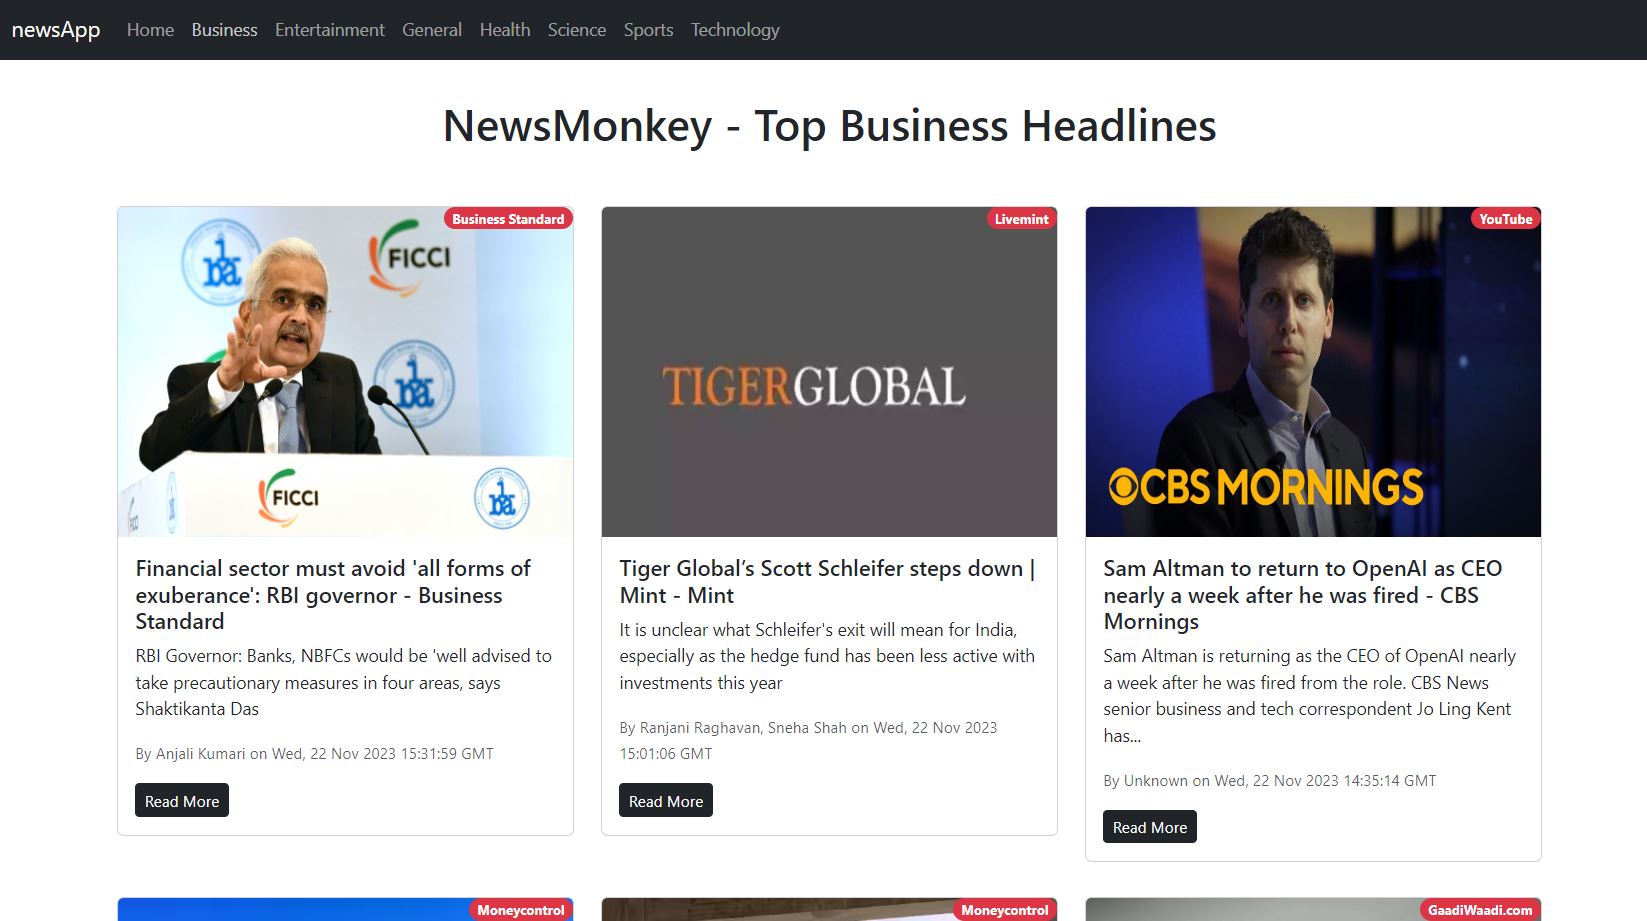 newsApp Home Business Entertainment General Health Science Sports Technology
NewsMonkey - Top Business Headlines
Business Standard
FICCI
iba
iba
FICCI
iba
FICCI
Financial sector must avoid 'all forms of
exuberance': RBI governor - Business
Standard
RBI Governor: Banks, NBFCs would be 'well advised to
take precautionary measures in four areas, says
Shaktikanta Das
By Anjali Kumari on Wed, 22 Nov 2023 15:31:59 GMT
Read More
Livemint
TIGERGLOBAL
Tiger Global’s Scott Schleifer steps down |
Mint - Mint
It is unclear what Schleifer's exit will mean for India,
especially as the hedge fund has been less active with
investments this year
By Ranjani Raghavan, Sneha Shah on Wed, 22 Nov 2023
15:01:06 GMT
Read More
YouTube
CBS MORNINGS
Sam Altman to return to OpenAI as CEO
nearly a week after he was fired - CBS
Mornings
Sam Altman is returning as the CEO of OpenAI nearly
a week after he was fired from the role. CBS News
senior business and tech correspondent Jo Ling Kent
has...
By Unknown on Wed, 22 Nov 2023 14:35:14 GMT
Read More
Moneycontrol
Moneycontrol
GaadiWaadi.com